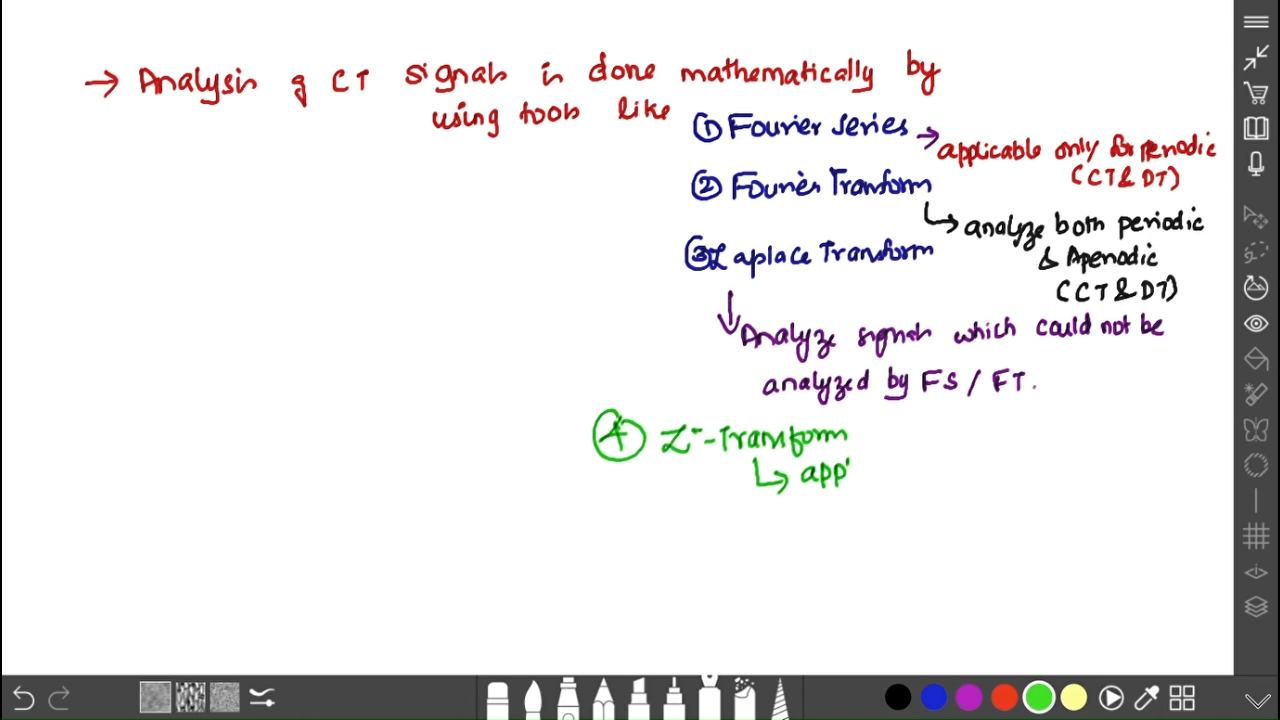 → Analysis of CT signals is done mathematically by
using tools like
① Fourier Series → applicable only for periodic
(CT & DT)
② Fourier Transform
↳ analyze both periodic
& Aperiodic
(CT & DT)
③ Laplace Transform
↓ Analyze signals which could not be
analyzed by FS / FT.
④ Z-Transform
↳ app